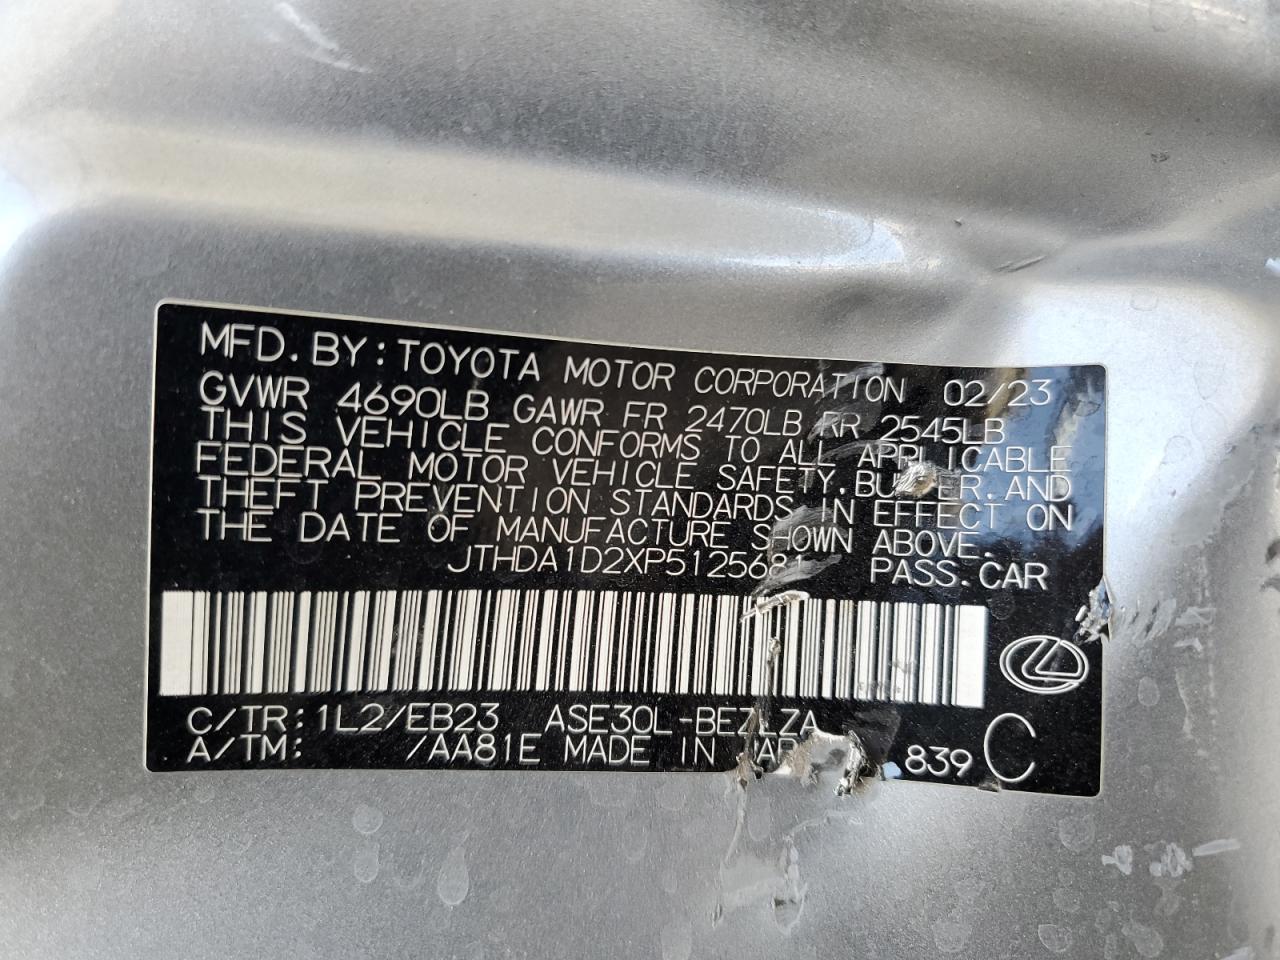 MFD. BY: TOYOTA MOTOR CORPORATION 02/23
GVWR 4690LB GAWR FR 2470LB RR 2545LB
THIS VEHICLE CONFORMS TO ALL APPLICABLE
FEDERAL MOTOR VEHICLE SAFETY, BUMPER, AND
THEFT PREVENTION STANDARDS IN EFFECT ON
THE DATE OF MANUFACTURE SHOWN ABOVE.
JTHDA1D2XP5125681 PASS. CAR
C/TR: 1L2/EB23 ASE30L-BEZLZA
A/TM: /AA81E MADE IN 839 C